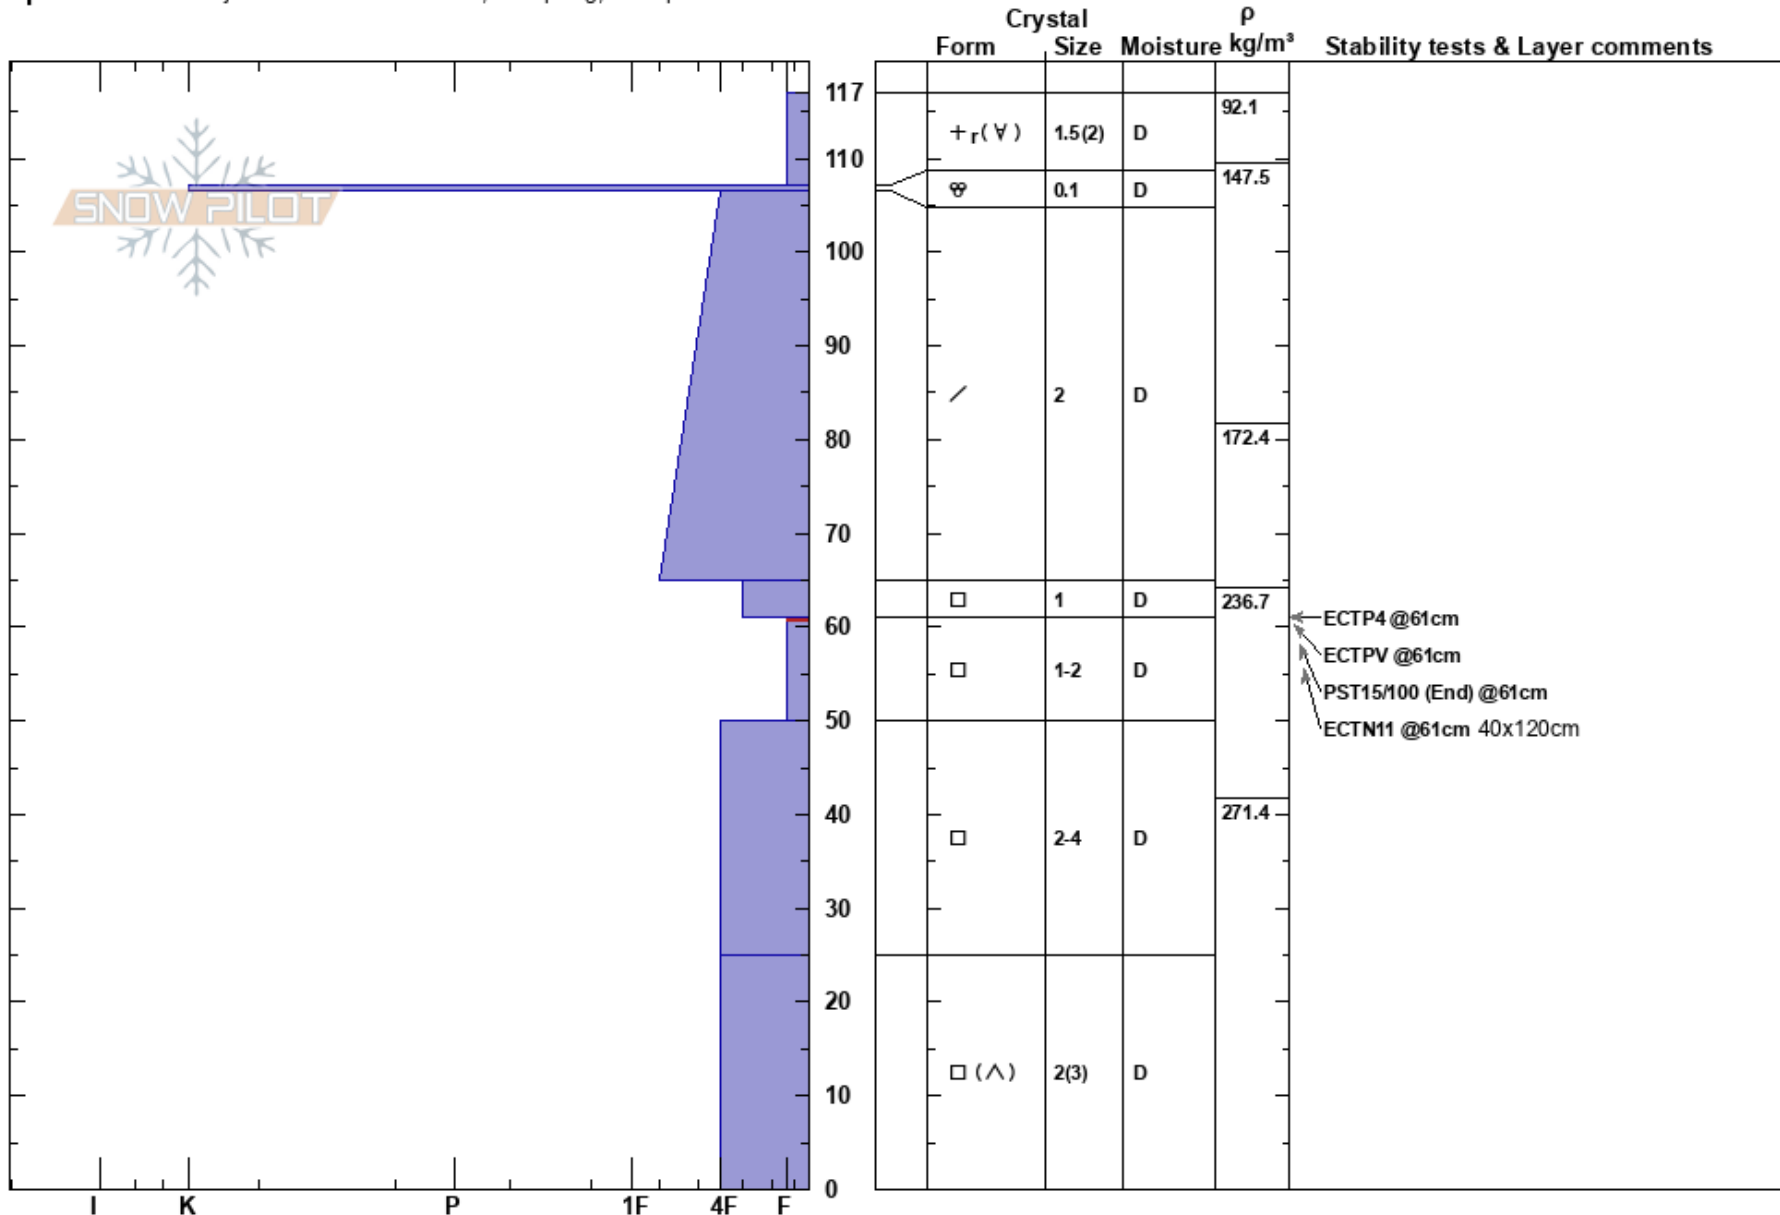 Crystal ρ
Form Size Moisture kg/m³ Stability tests & Layer comments
117 92.1
+r(∀) 1.5(2) D
110
147.5
0.1 D
SNOW PILOT
100
90
/ 2 D
80 172.4
70
□ 1 D 236.7
60 ECTP4 @61cm
ECTPV @61cm
□ 1-2 D
PST15/100 (End) @61cm
50 ECTN11 @61cm 40x120cm
40 271.4
□ 2-4 D
30
20
□ (∧) 2(3) D
10
0
I K P 1F 4F F